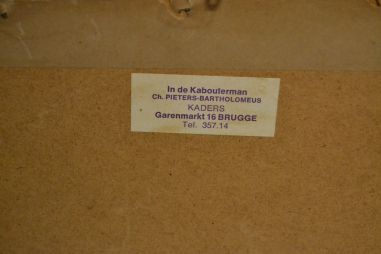 In de Kabouterman
Ch. PIETERS-BARTHOLOMEUS
KADERS
Garenmarkt 16 BRUGGE
Tel. 357.14